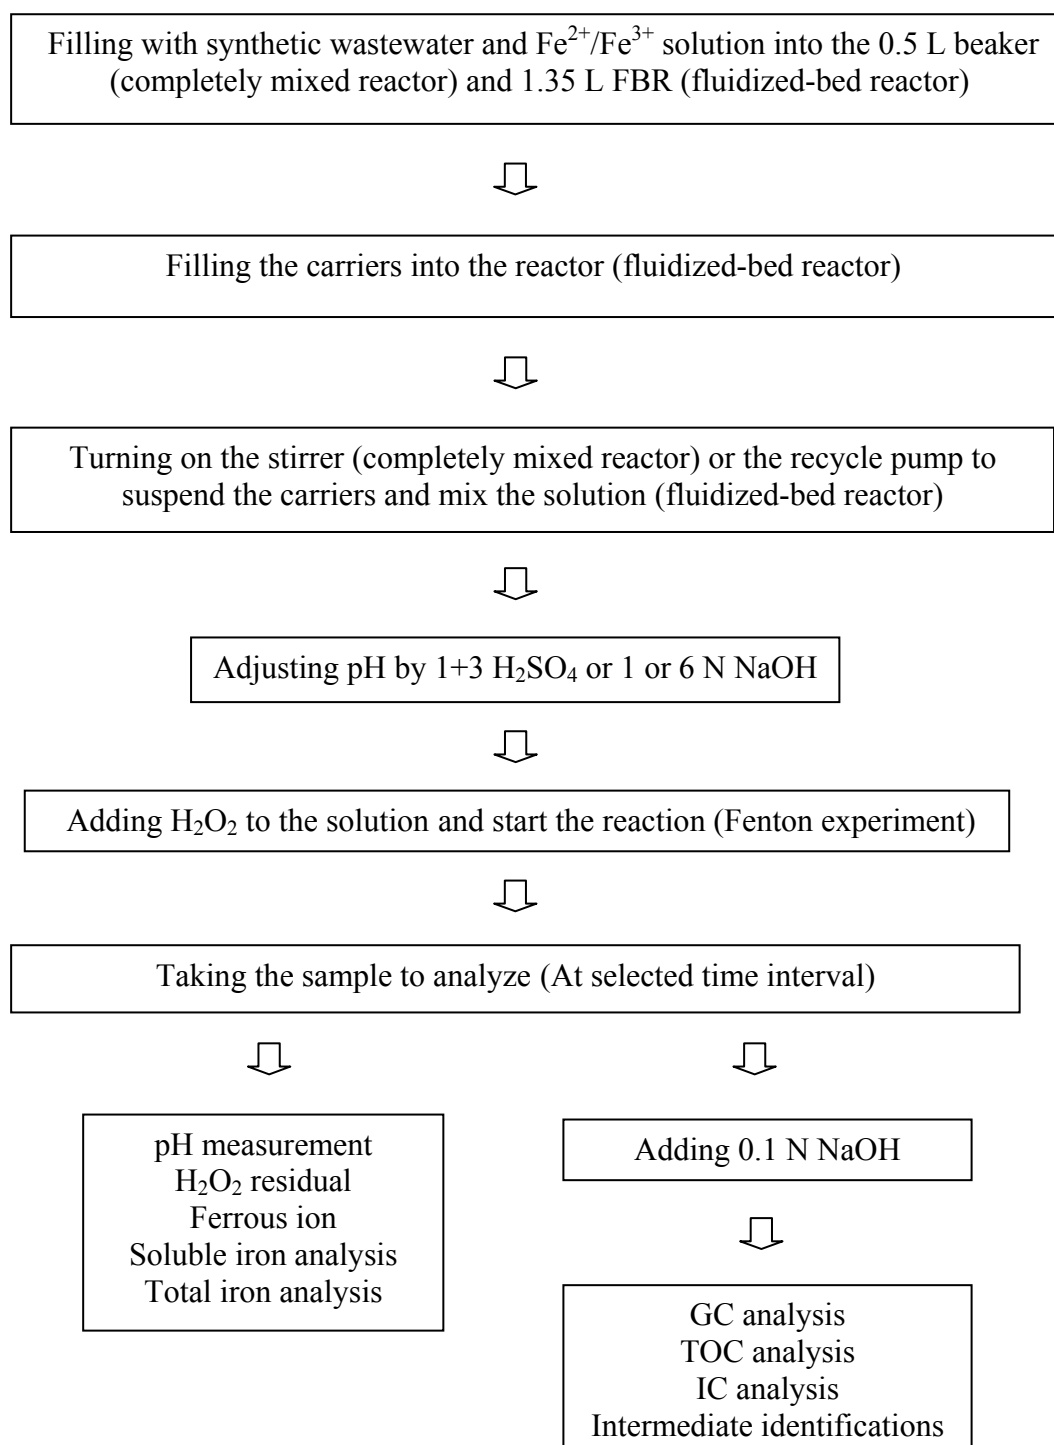 Filling with synthetic wastewater and Fe²⁺/Fe³⁺ solution into the 0.5 L beaker
(completely mixed reactor) and 1.35 L FBR (fluidized-bed reactor)
Filling the carriers into the reactor (fluidized-bed reactor)
Turning on the stirrer (completely mixed reactor) or the recycle pump to
suspend the carriers and mix the solution (fluidized-bed reactor)
Adjusting pH by 1+3 H₂SO₄ or 1 or 6 N NaOH
Adding H₂O₂ to the solution and start the reaction (Fenton experiment)
Taking the sample to analyze (At selected time interval)
pH measurement
H₂O₂ residual
Ferrous ion
Soluble iron analysis
Total iron analysis
Adding 0.1 N NaOH
GC analysis
TOC analysis
IC analysis
Intermediate identifications